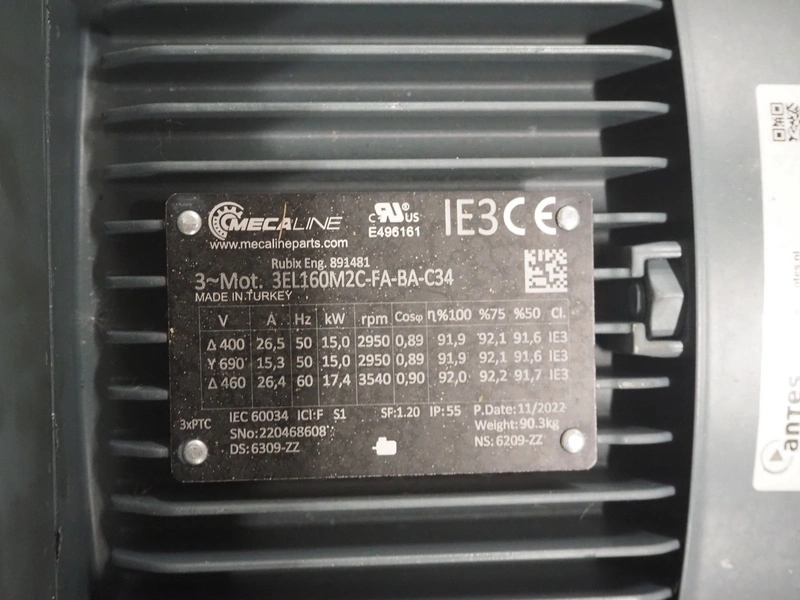 MECALINE
www.mecalineparts.com
c RU® US
E496161
IE3 CE
Rubix Eng. 891481
3~Mot. 3EL160M2C-FA-BA-C34
MADE IN TURKEY
V A Hz kW rpm Cosφ η%100 %75 %50 Cl.
Δ 400 26,5 50 15,0 2950 0,89 91,9 92,1 91,6 IE3
Y 690 15,3 50 15,0 2950 0,89 91,9 92,1 91,6 IE3
Δ 460 26,4 60 17,4 3540 0,90 92,0 92,2 91,7 IE3
3xPTC
IEC 60034 ICl:F S1 SF:1.20 IP:55 P.Date:11/2022
SNo:220468608 Weight:90.3kg
DS:6309-ZZ NS:6209-ZZ
anTes